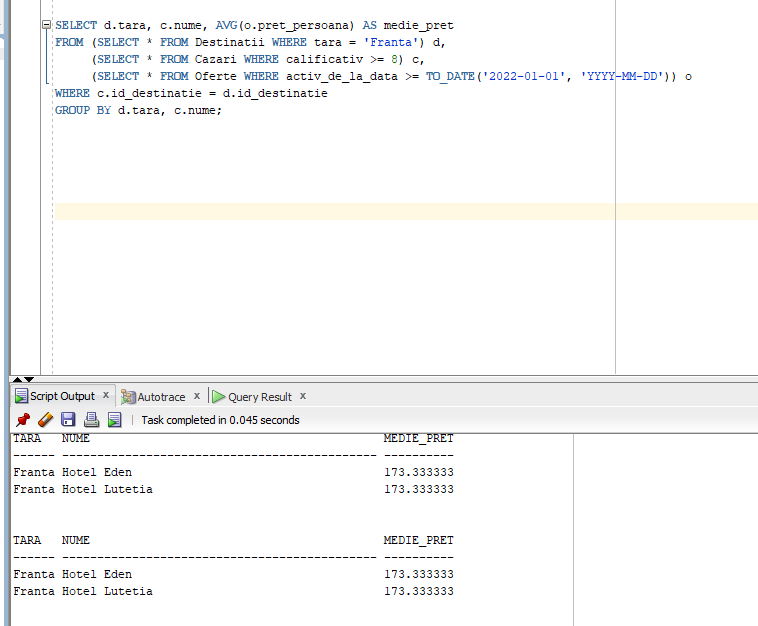 SELECT d.tara, c.nume, AVG(o.pret_persoana) AS medie_pret
FROM (SELECT * FROM Destinatii WHERE tara = 'Franta') d,
(SELECT * FROM Cazari WHERE calificativ >= 8) c,
(SELECT * FROM Oferte WHERE activ_de_la_data >= TO_DATE('2022-01-01', 'YYYY-MM-DD')) o
WHERE c.id_destinatie = d.id_destinatie
GROUP BY d.tara, c.nume;
Script Output x Autotrace x Query Result x
Task completed in 0.045 seconds
TARA NUME MEDIE_PRET
------ --------------------------------------------- ----------
Franta Hotel Eden 173.333333
Franta Hotel Lutetia 173.333333
TARA NUME MEDIE_PRET
------ --------------------------------------------- ----------
Franta Hotel Eden 173.333333
Franta Hotel Lutetia 173.333333